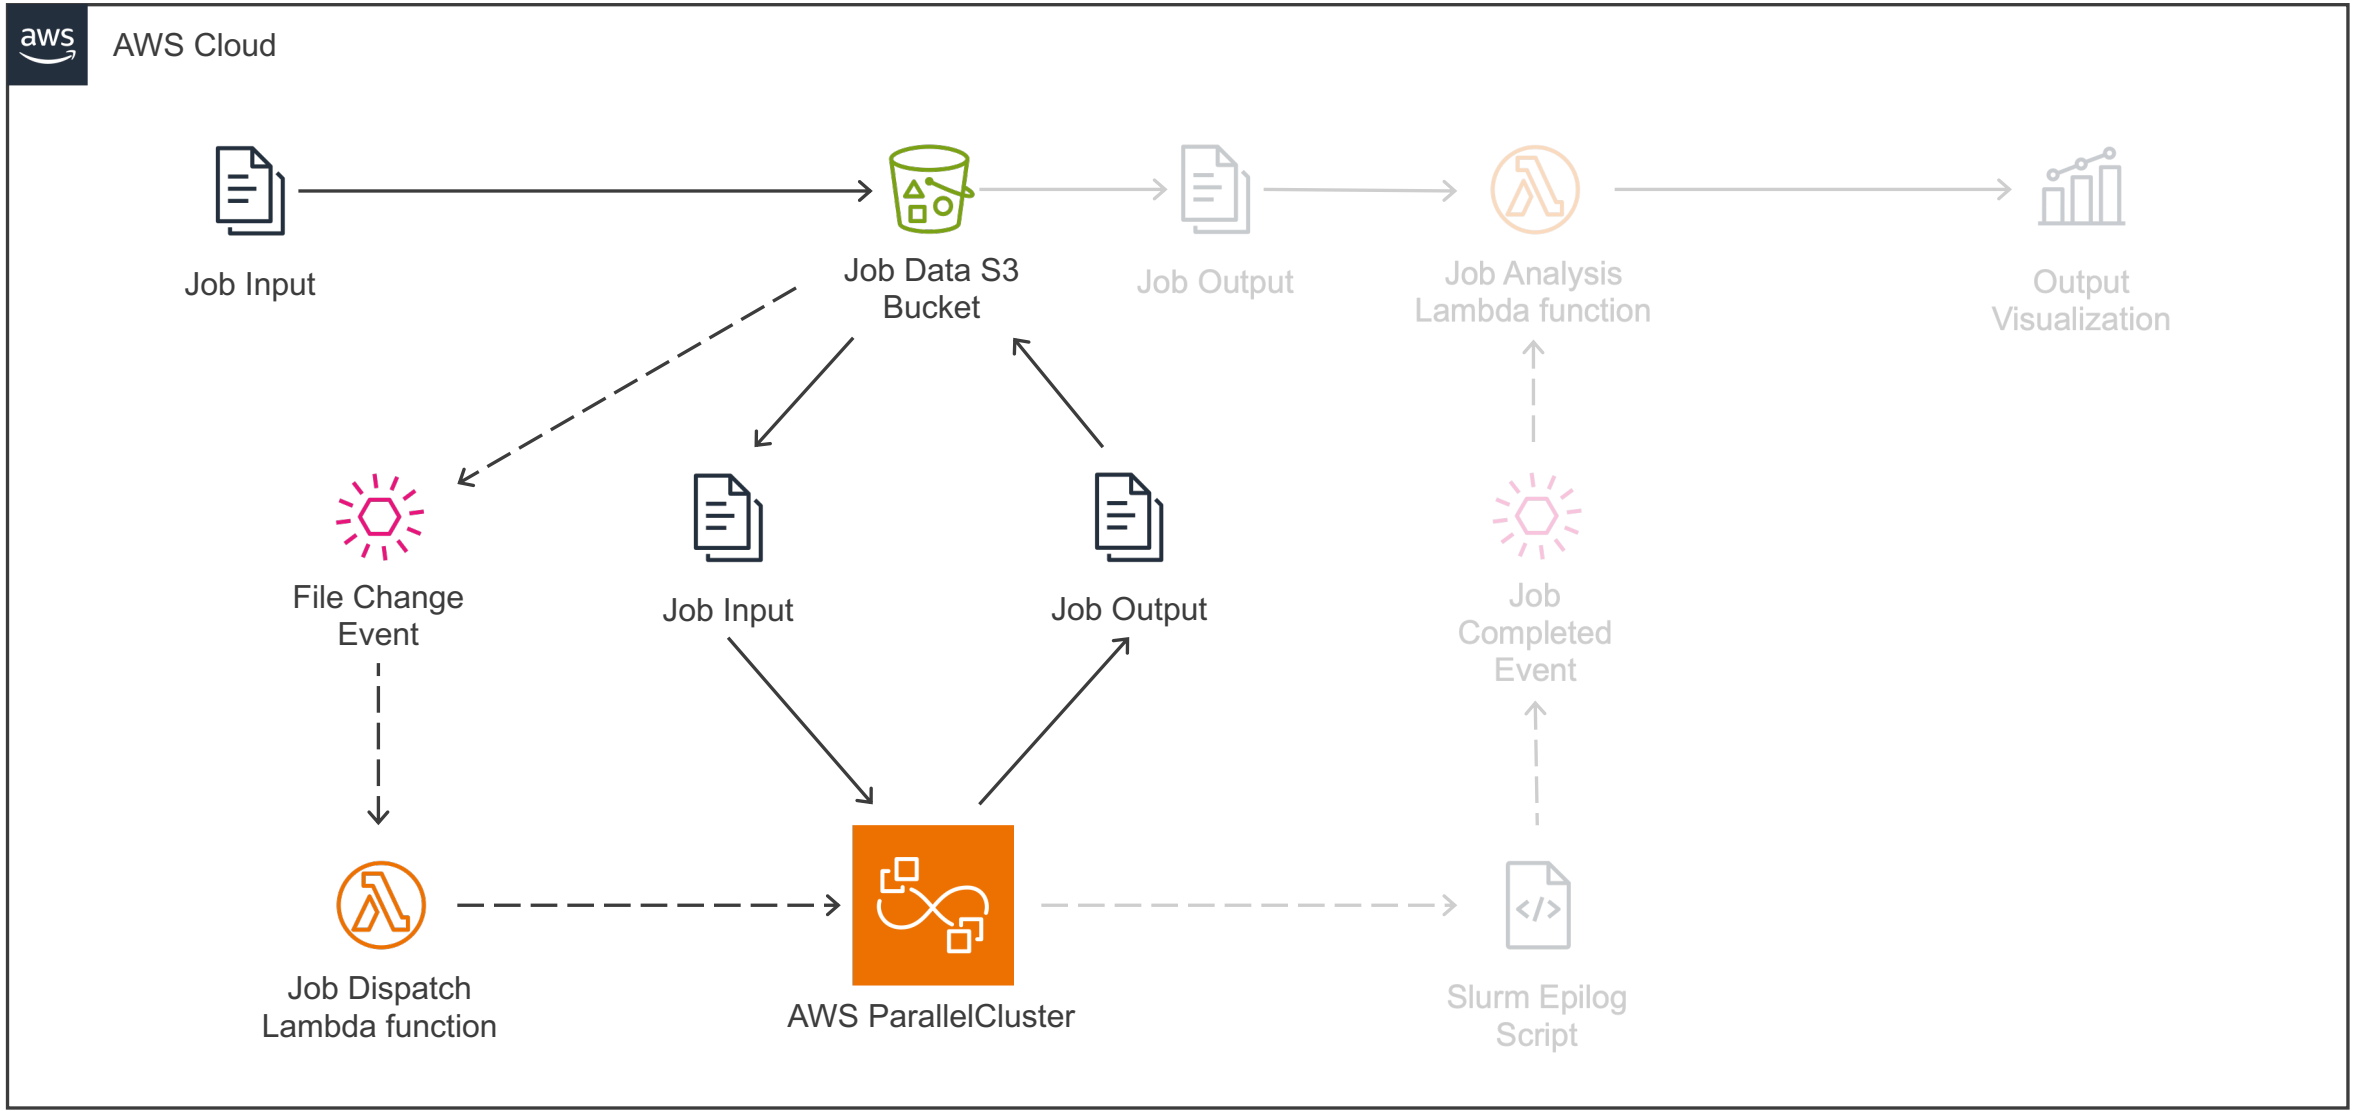 aws
AWS Cloud
Job Input
Job Data S3
Bucket
Job Output
Job Analysis
Lambda function
Output
Visualization
File Change
Event
Job Input
Job Output
Job
Completed
Event
Job Dispatch
Lambda function
AWS ParallelCluster
</>
Slurm Epilog
Script